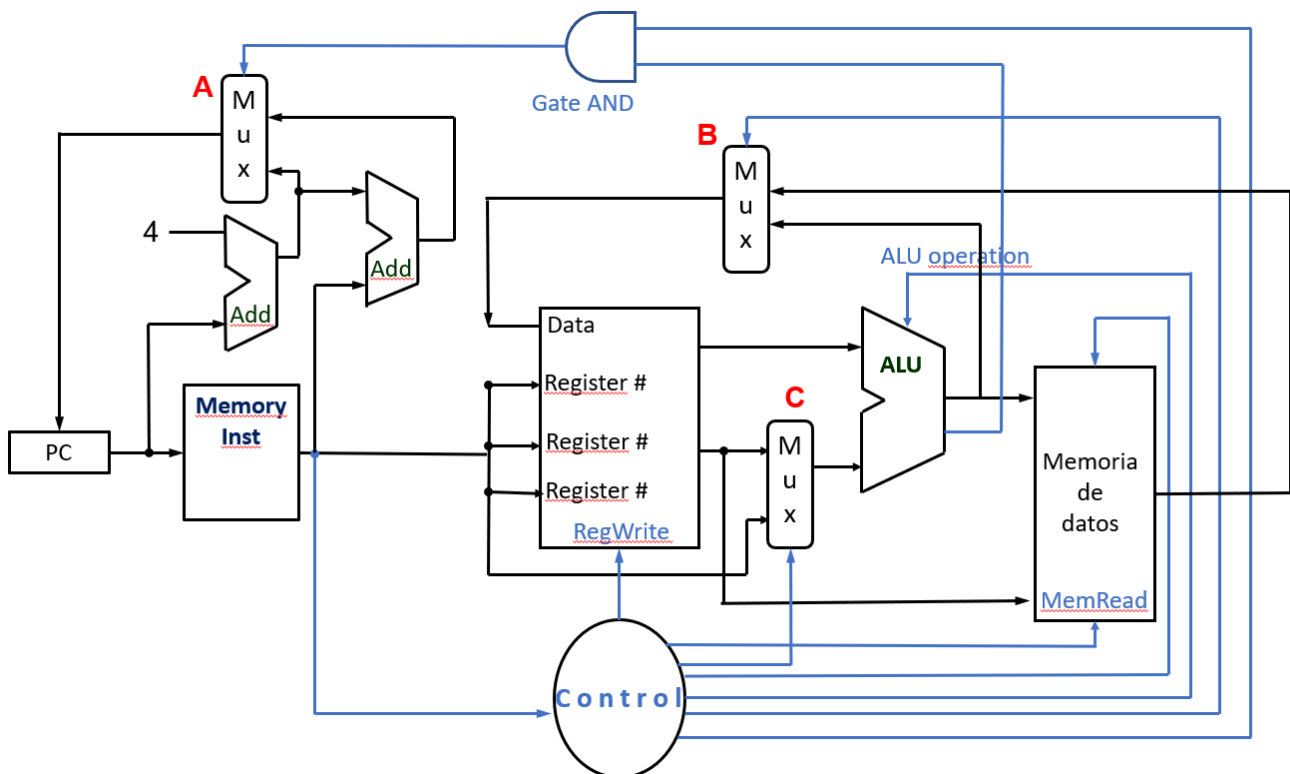 Gate AND
A
M
u
x
B
M
u
x
4
Add
Add
ALU operation
Data
Register #
Register #
Register #
RegWrite
ALU
C
M
u
x
Memory
Inst
PC
Memoria
de
datos
MemRead
Control